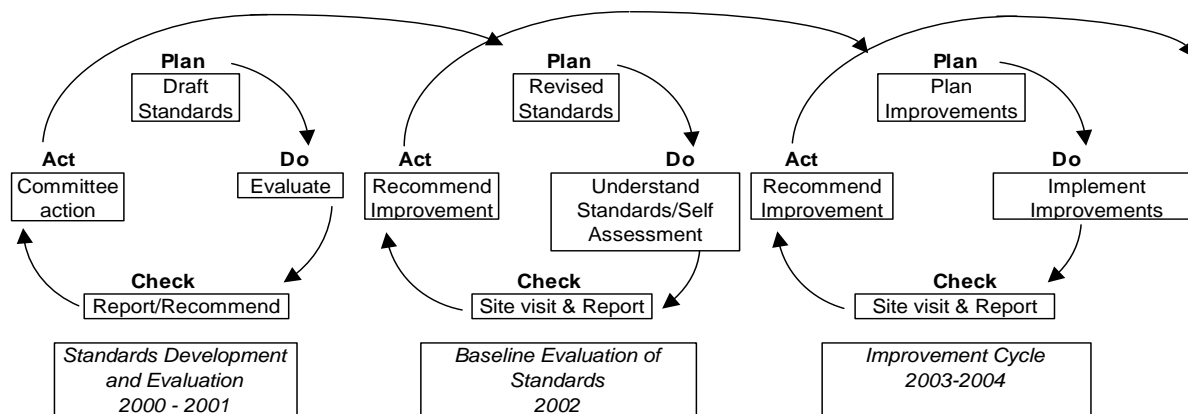 Plan
Draft
Standards
Act
Committee
action
Do
Evaluate
Check
Report/Recommend
Standards Development
and Evaluation
2000 - 2001
Plan
Revised
Standards
Act
Recommend
Improvement
Do
Understand
Standards/Self
Assessment
Check
Site visit & Report
Baseline Evaluation of
Standards
2002
Plan
Plan
Improvements
Act
Recommend
Improvement
Do
Implement
Improvements
Check
Site visit & Report
Improvement Cycle
2003-2004